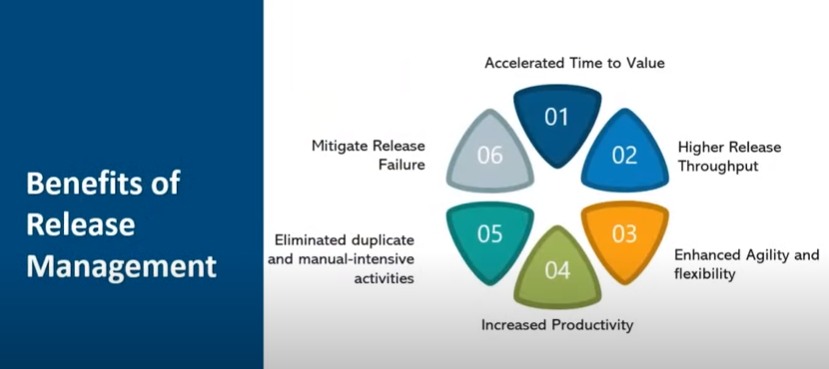 Benefits of
Release
Management
Accelerated Time to Value
01
02
Higher Release
Throughput
03
Enhanced Agility and
flexibility
04
Increased Productivity
05
Eliminated duplicate
and manual-intensive
activities
06
Mitigate Release
Failure